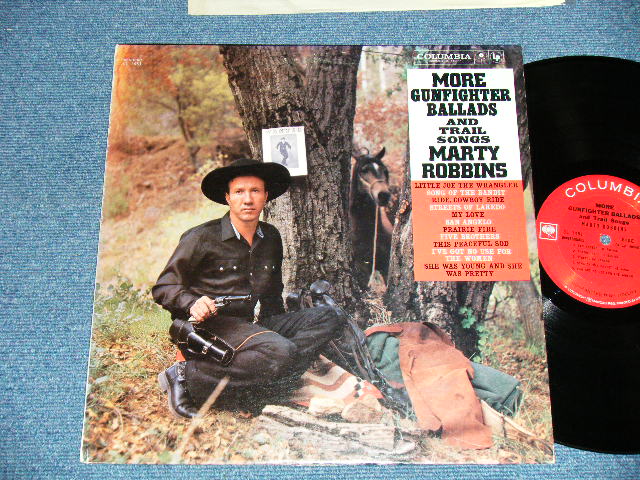 COLUMBIA
MORE
GUNFIGHTER
BALLADS
AND
TRAIL
SONGS
MARTY
ROBBINS
LITTLE JOE THE WRANGLER
SONG OF THE BANDIT
RIDE, COWBOY RIDE
STREETS OF LAREDO
MY LOVE
SAN ANGELO
PRAIRIE FIRE
FIVE BROTHERS
THIS PEACEFUL SOD
I'VE GOT NO USE FOR
THE WOMEN
SHE WAS YOUNG AND SHE
WAS PRETTY
COLUMBIA
MORE
GUNFIGHTER BALLADS
and Trail Songs
MARTY ROBBINS